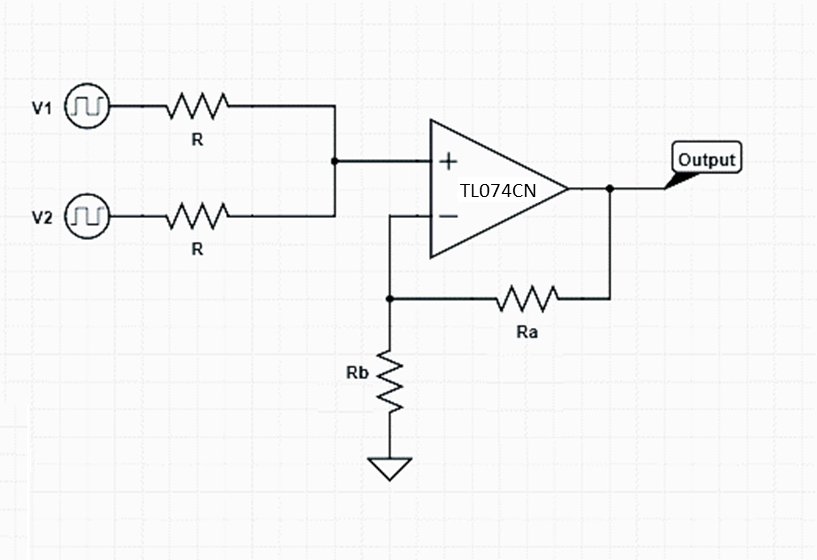 V1
R
+
Output
TL074CN
V2
−
R
Ra
Rb